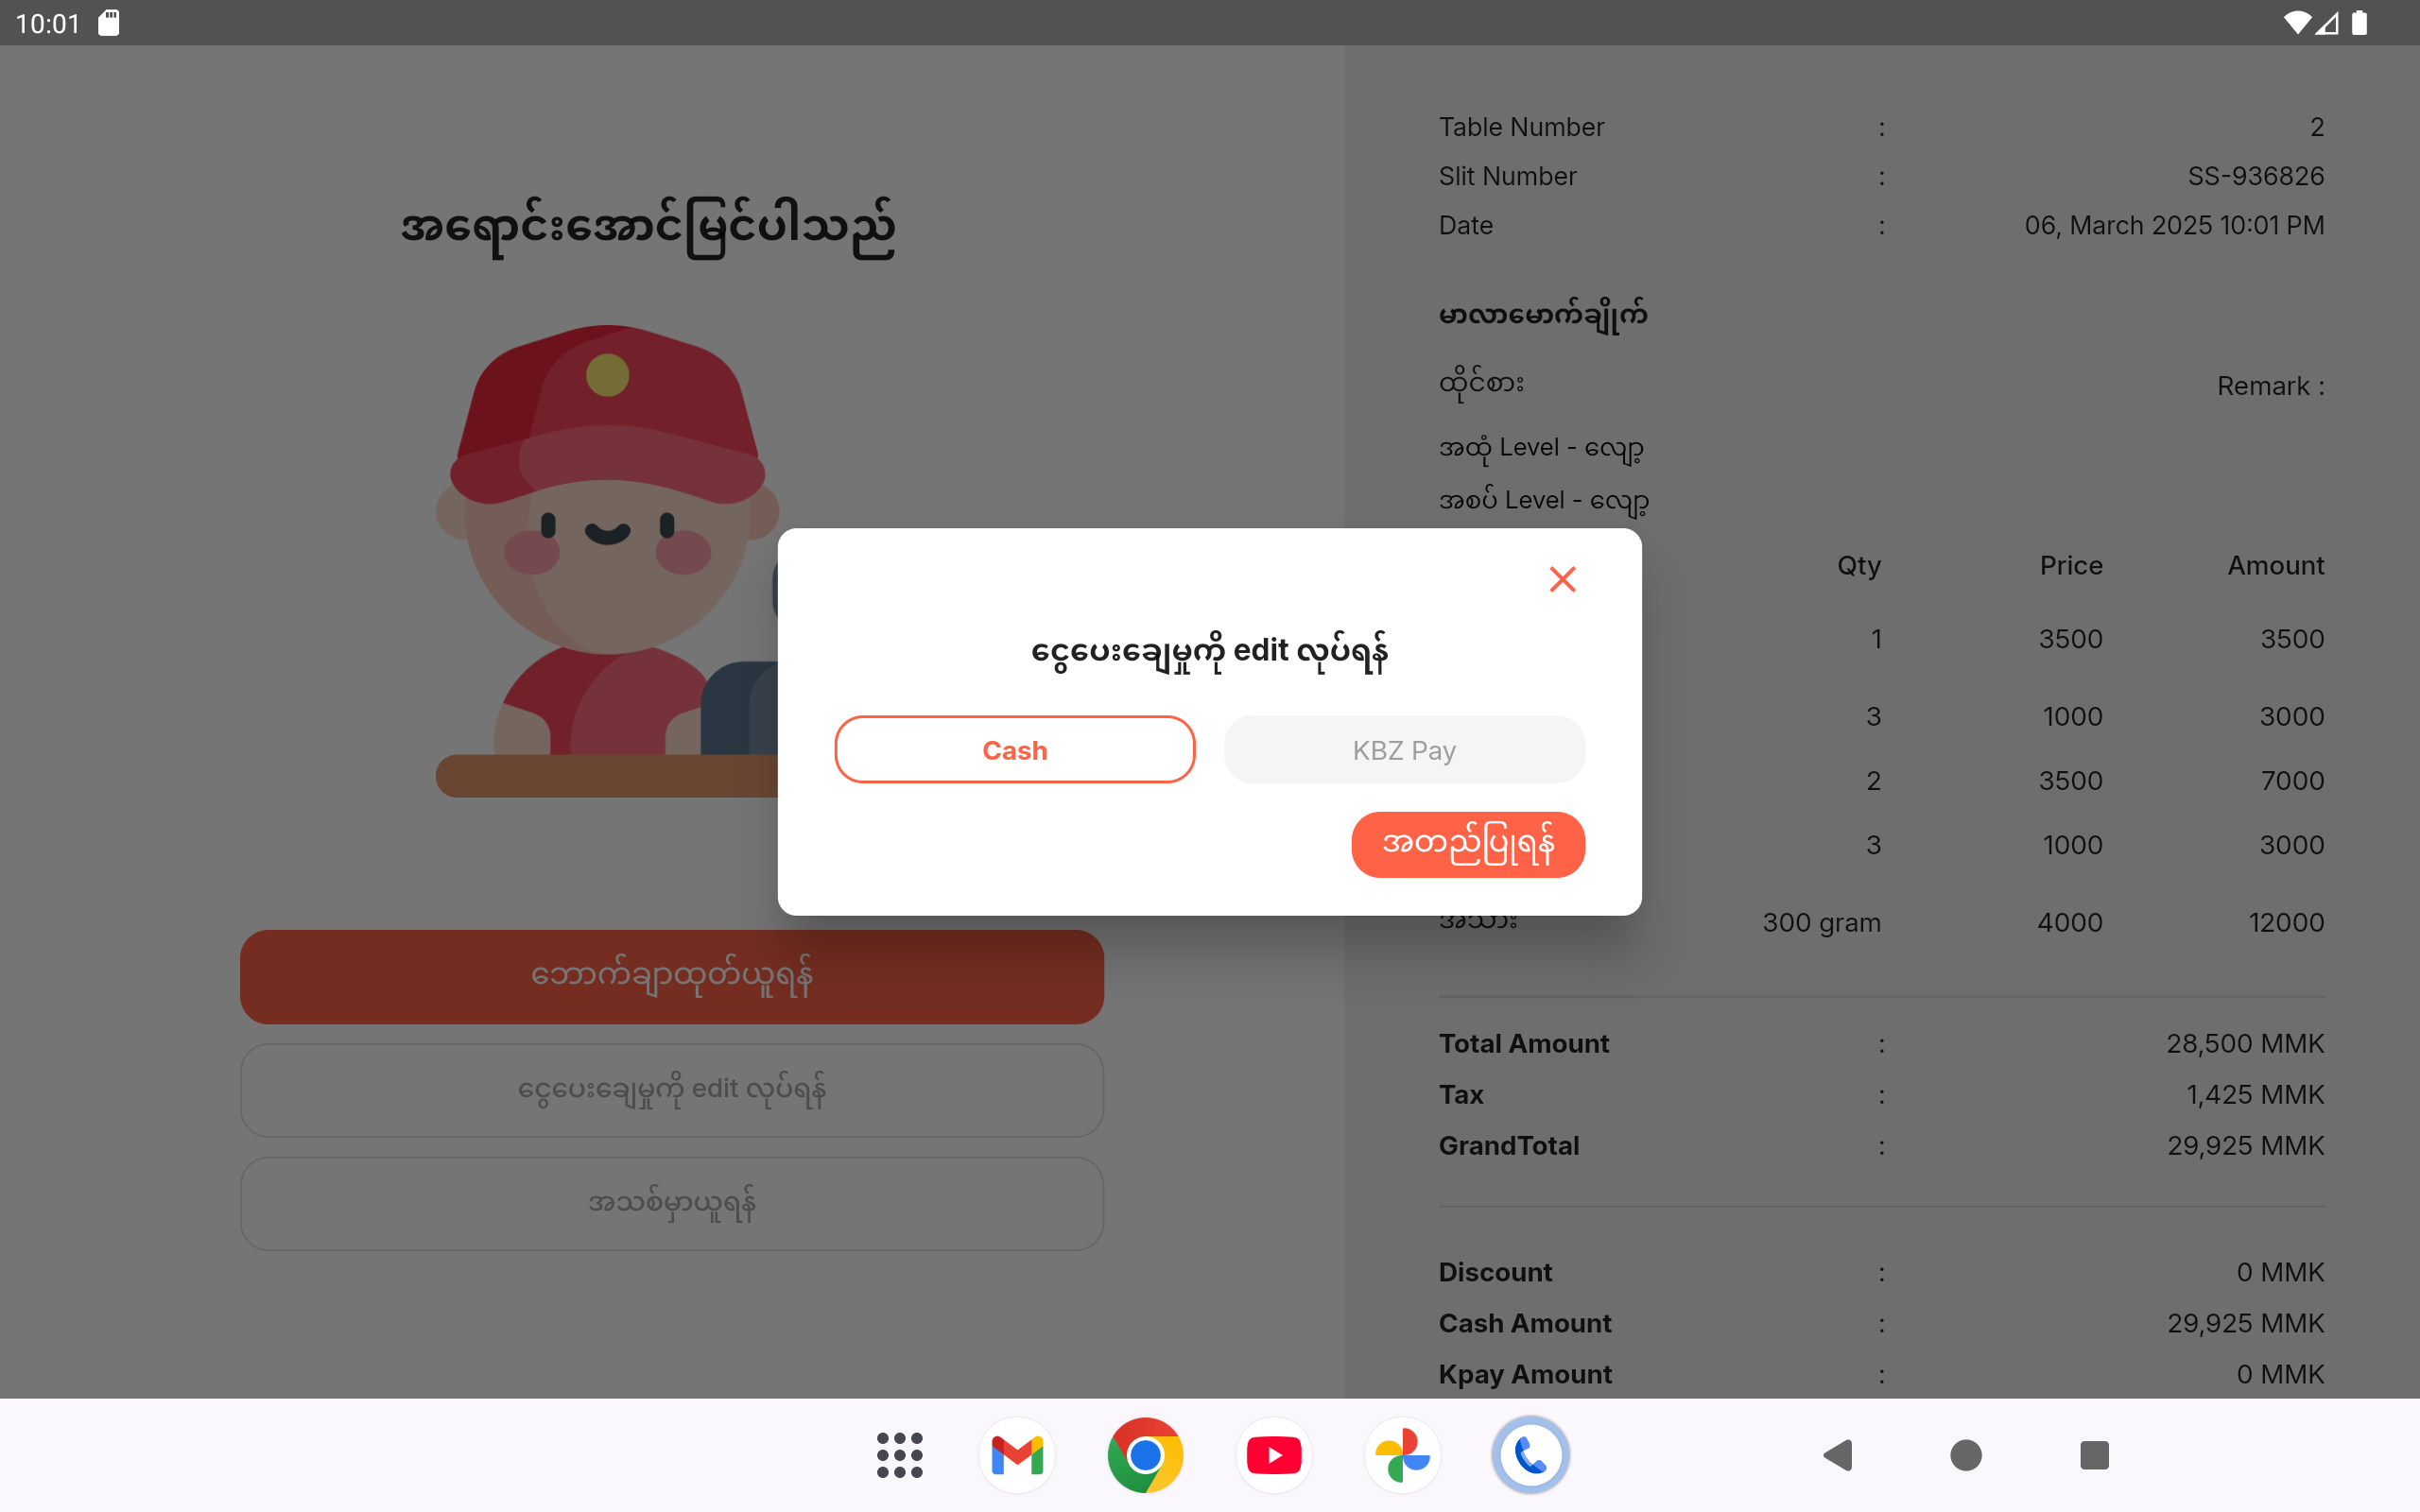 10:01
အရောင်းအောင်မြင်ပါသည်
ဘောက်ချာထုတ်ယူရန်
ငွေပေးချေမှုကို edit လုပ်ရန်
အသစ်မှာယူရန်
Table Number : 2
Slit Number : SS-936826
Date : 06, March 2025 10:01 PM
မာလာမောက်ချိုက်
ထိုင်စား Remark :
အထုံ Level - လျော့
အစပ် Level - လျော့
Qty Price Amount
1 3500 3500
3 1000 3000
2 3500 7000
3 1000 3000
အသား 300 gram 4000 12000
Total Amount : 28,500 MMK
Tax : 1,425 MMK
GrandTotal : 29,925 MMK
Discount : 0 MMK
Cash Amount : 29,925 MMK
Kpay Amount : 0 MMK
ငွေပေးချေမှုကို edit လုပ်ရန်
Cash KBZ Pay
အတည်ပြုရန်